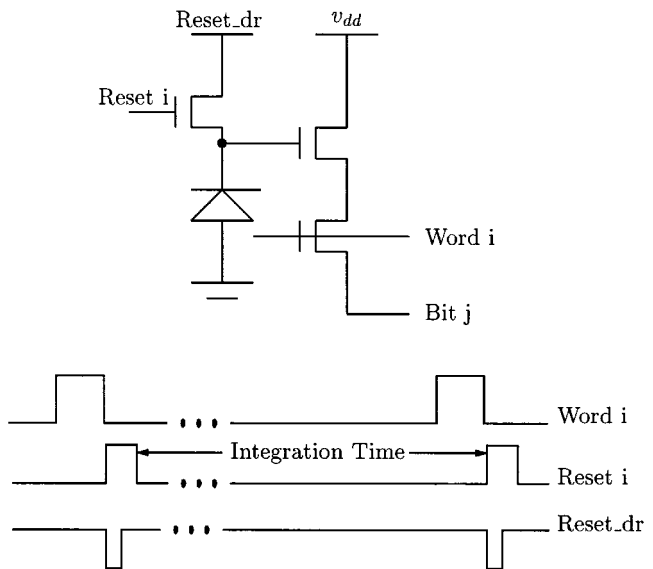 Reset_dr
v_dd
Reset i
Word i
Bit j
Word i
Integration Time
Reset i
Reset_dr